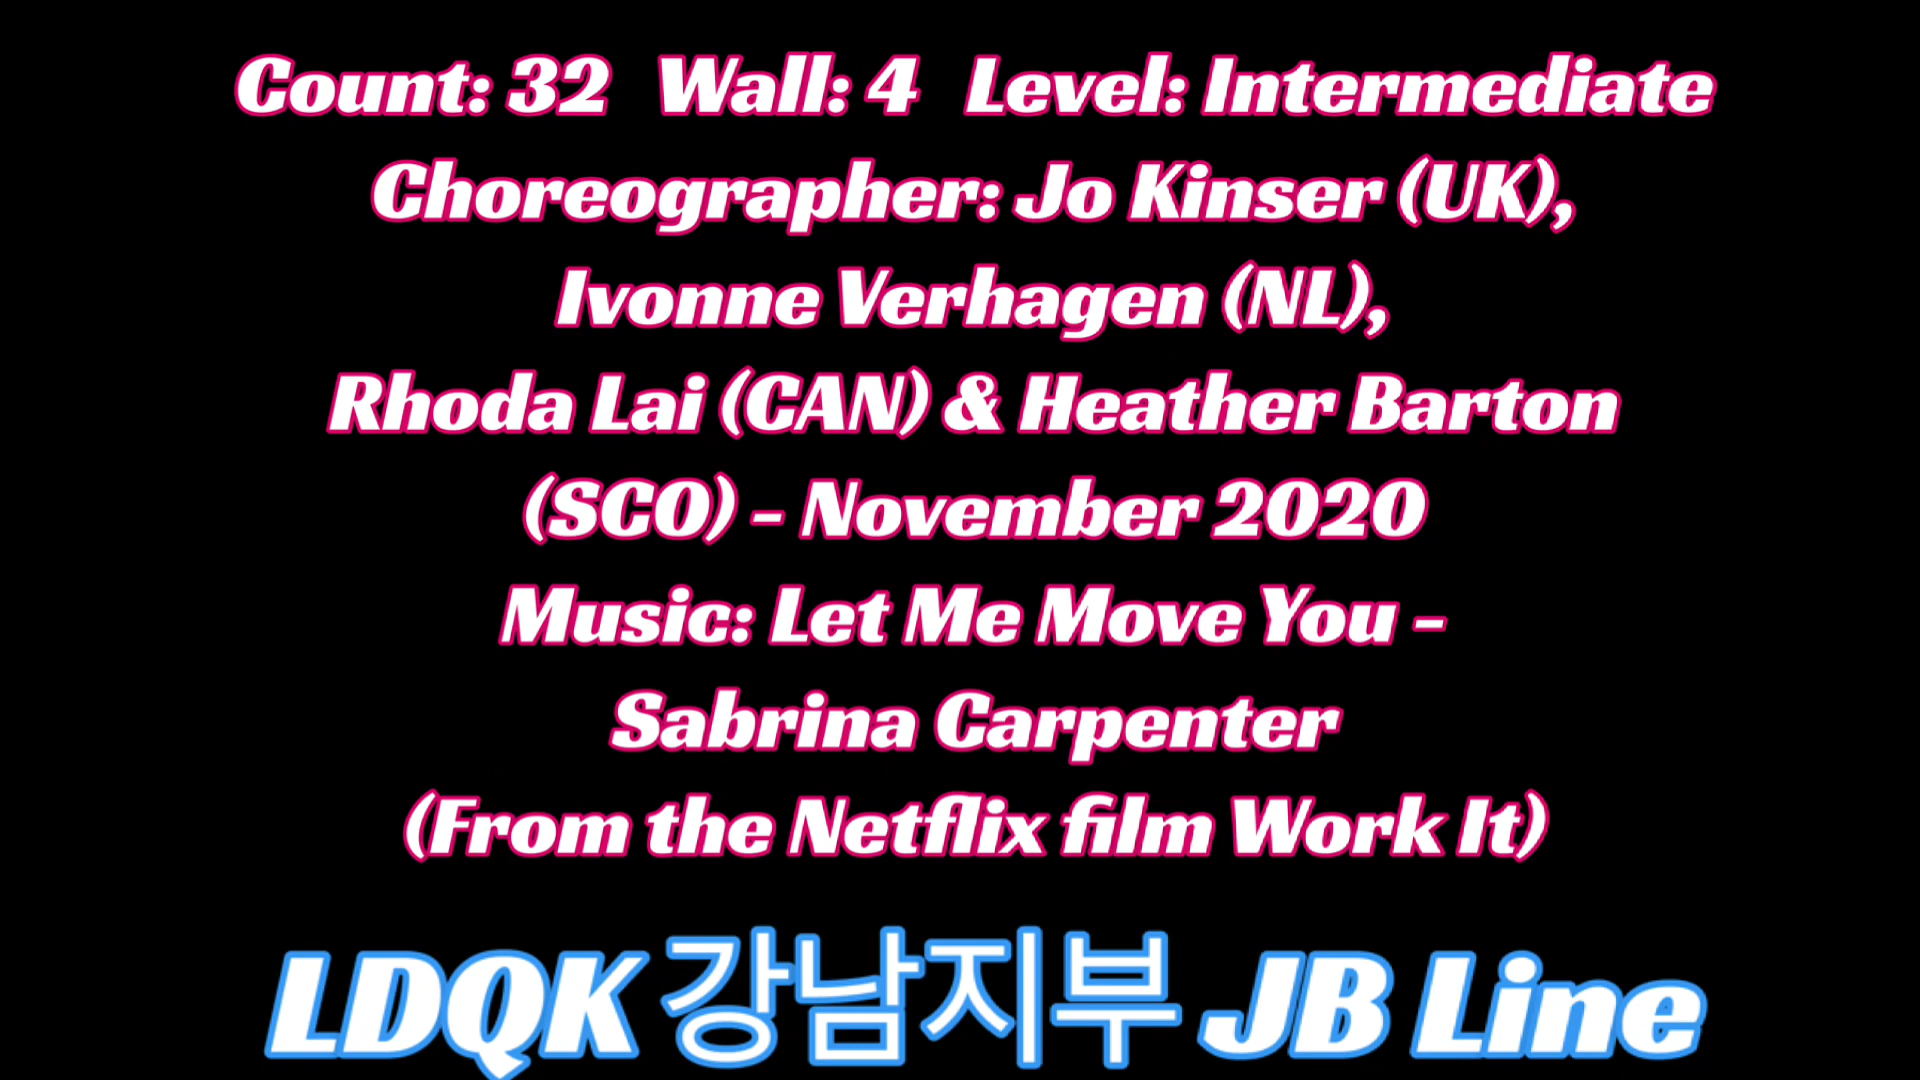 Count: 32 Wall: 4 Level: Intermediate
Choreographer: Jo Kinser (UK),
Ivonne Verhagen (NL),
Rhoda Lai (CAN) & Heather Barton
(SCO) - November 2020
Music: Let Me Move You -
Sabrina Carpenter
(From the Netflix film Work It)
LDQK 강남지부 JB Line